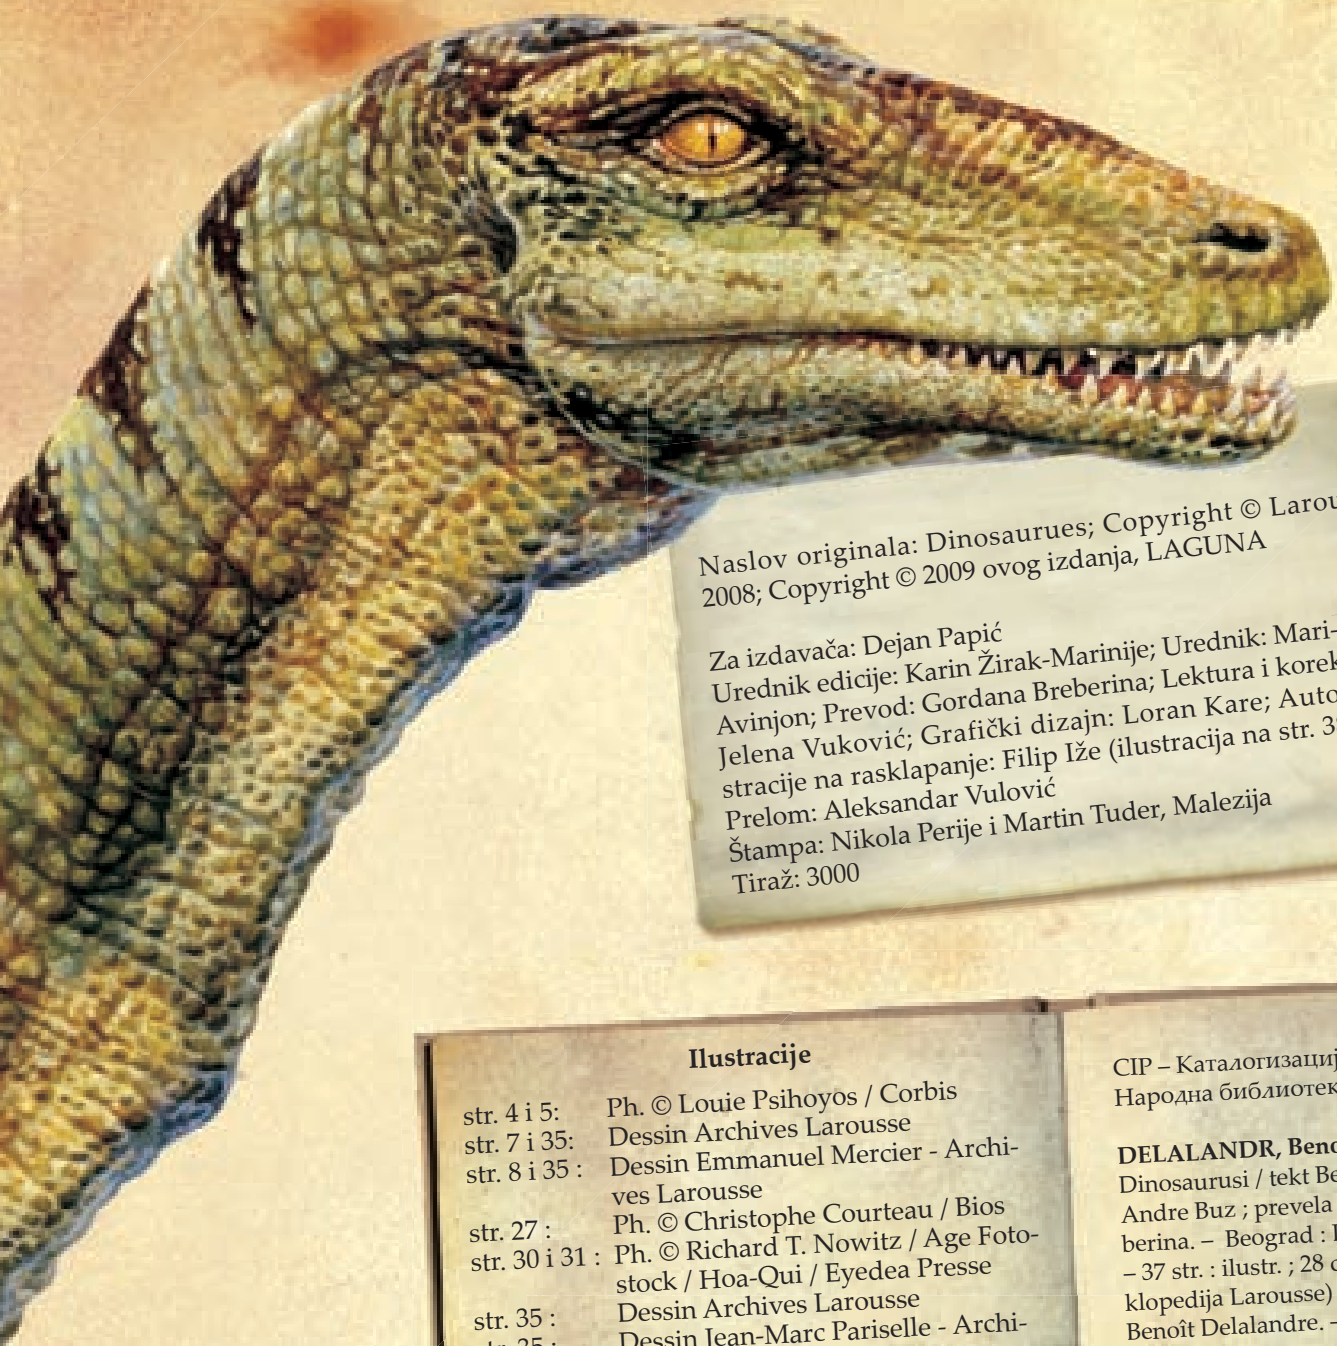 Naslov originala: Dinosaurues; Copyright © Larou
2008; Copyright © 2009 ovog izdanja, LAGUNA
Za izdavača: Dejan Papić
Urednik edicije: Karin Žirak-Marinije; Urednik: Mari-
Avinjon; Prevod: Gordana Breberina; Lektura i korek
Jelena Vuković; Grafički dizajn: Loran Kare; Auto
stracije na rasklapanje: Filip Iže (ilustracija na str. 3
Prelom: Aleksandar Vulović
Štampa: Nikola Perije i Martin Tuder, Malezija
Tiraž: 3000
Ilustracije
str. 4 i 5: Ph. © Louie Psihoyos / Corbis
str. 7 i 35: Dessin Archives Larousse
str. 8 i 35 : Dessin Emmanuel Mercier - Archi-
ves Larousse
str. 27 : Ph. © Christophe Courteau / Bios
str. 30 i 31 : Ph. © Richard T. Nowitz / Age Foto-
stock / Hoa-Qui / Eyedea Presse
str. 35 : Dessin Archives Larousse
str. 35 : Dessin Jean-Marc Pariselle - Archi-
CIP – Каталогизациј
Народна библиотек
DELALANDR, Beno
Dinosaurusi / tekt Be
Andre Buz ; prevela
berina. – Beograd :
– 37 str. : ilustr. ; 28
klopedija Larousse)
Benoît Delalandre. –